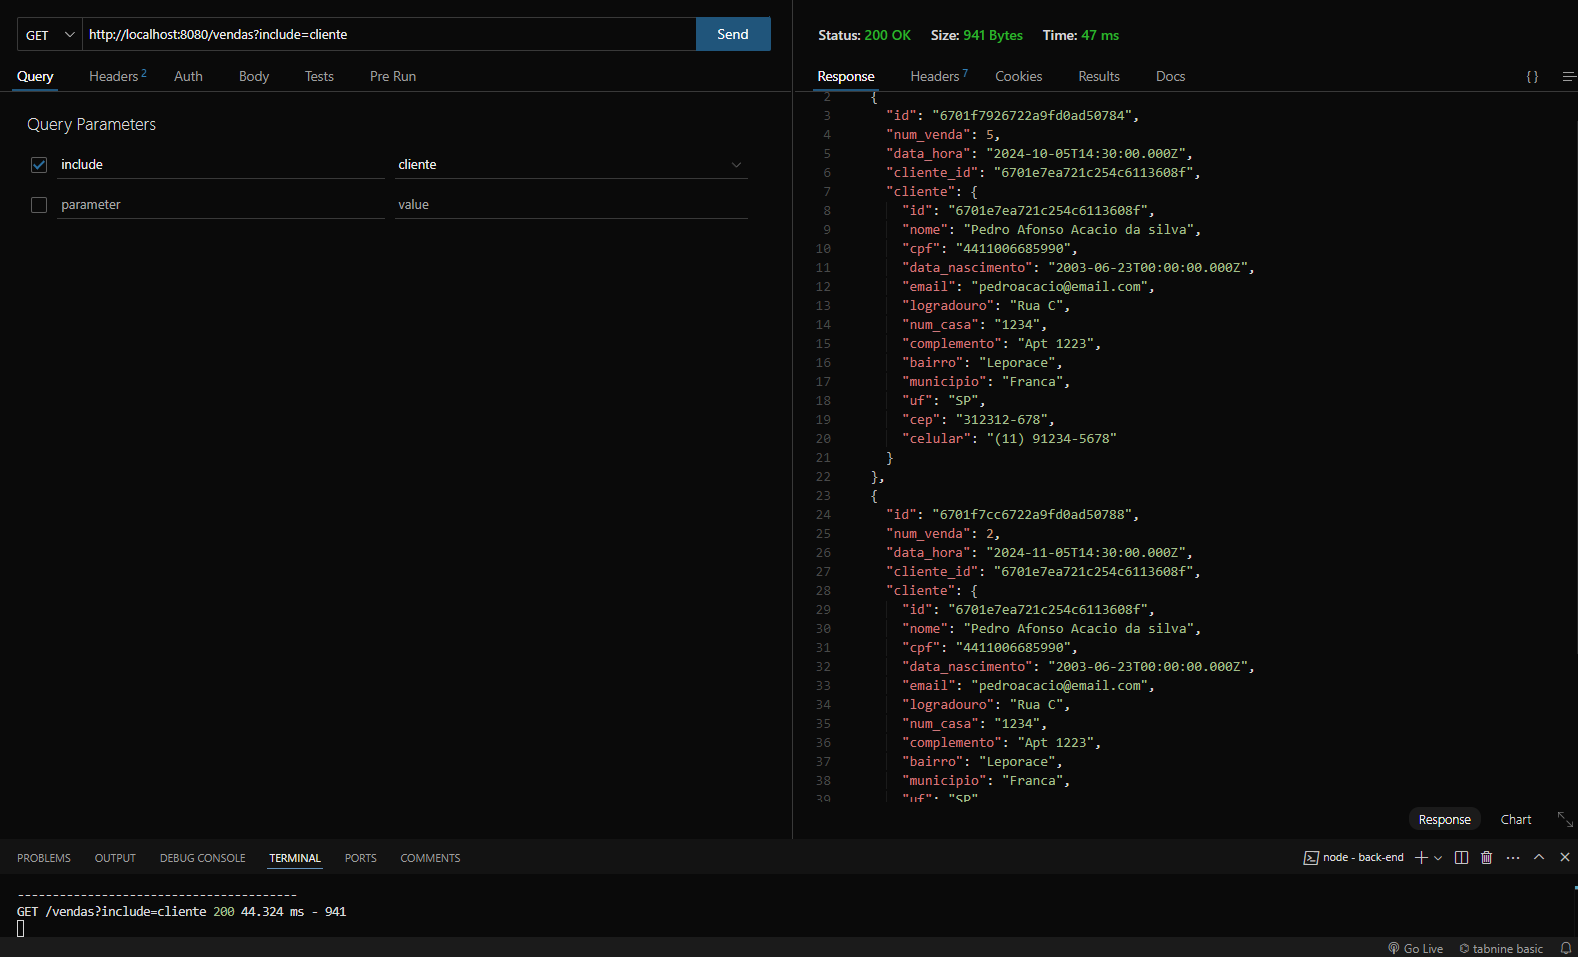 GET http://localhost:8080/vendas?include=cliente Send
Query Headers 2 Auth Body Tests Pre Run
Query Parameters
include cliente
parameter value
Status: 200 OK Size: 941 Bytes Time: 47 ms
Response Headers 7 Cookies Results Docs { }
2 {
3 "id": "6701f7926722a9fd0ad50784",
4 "num_venda": 5,
5 "data_hora": "2024-10-05T14:30:00.000Z",
6 "cliente_id": "6701e7ea721c254c6113608f",
7 "cliente": {
8 "id": "6701e7ea721c254c6113608f",
9 "nome": "Pedro Afonso Acacio da silva",
10 "cpf": "4411006685990",
11 "data_nascimento": "2003-06-23T00:00:00.000Z",
12 "email": "pedroacacio@email.com",
13 "logradouro": "Rua C",
14 "num_casa": "1234",
15 "complemento": "Apt 1223",
16 "bairro": "Leporace",
17 "municipio": "Franca",
18 "uf": "SP",
19 "cep": "312312-678",
20 "celular": "(11) 91234-5678"
21 }
22 },
23 {
24 "id": "6701f7cc6722a9fd0ad50788",
25 "num_venda": 2,
26 "data_hora": "2024-11-05T14:30:00.000Z",
27 "cliente_id": "6701e7ea721c254c6113608f",
28 "cliente": {
29 "id": "6701e7ea721c254c6113608f",
30 "nome": "Pedro Afonso Acacio da silva",
31 "cpf": "4411006685990",
32 "data_nascimento": "2003-06-23T00:00:00.000Z",
33 "email": "pedroacacio@email.com",
34 "logradouro": "Rua C",
35 "num_casa": "1234",
36 "complemento": "Apt 1223",
37 "bairro": "Leporace",
38 "municipio": "Franca",
39 "uf": "SP"
Response Chart
PROBLEMS OUTPUT DEBUG CONSOLE TERMINAL PORTS COMMENTS node - back-end
----------------------------------------
GET /vendas?include=cliente 200 44.324 ms - 941
Go Live tabnine basic